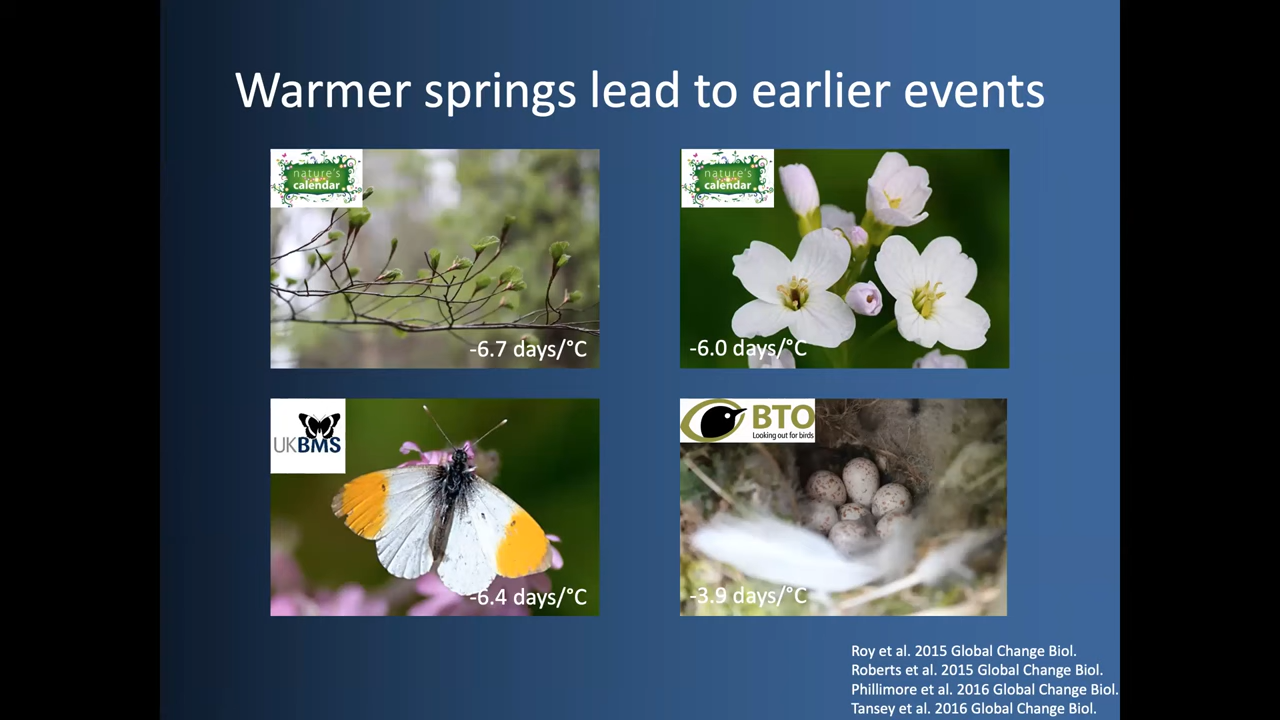 Warmer springs lead to earlier events
nature's
calendar
-6.7 days/°C
nature's
calendar
-6.0 days/°C
UKBMS
-6.4 days/°C
BTO
Looking out for birds
-3.9 days/°C
Roy et al. 2015 Global Change Biol.
Roberts et al. 2015 Global Change Biol.
Phillimore et al. 2016 Global Change Biol.
Tansey et al. 2016 Global Change Biol.